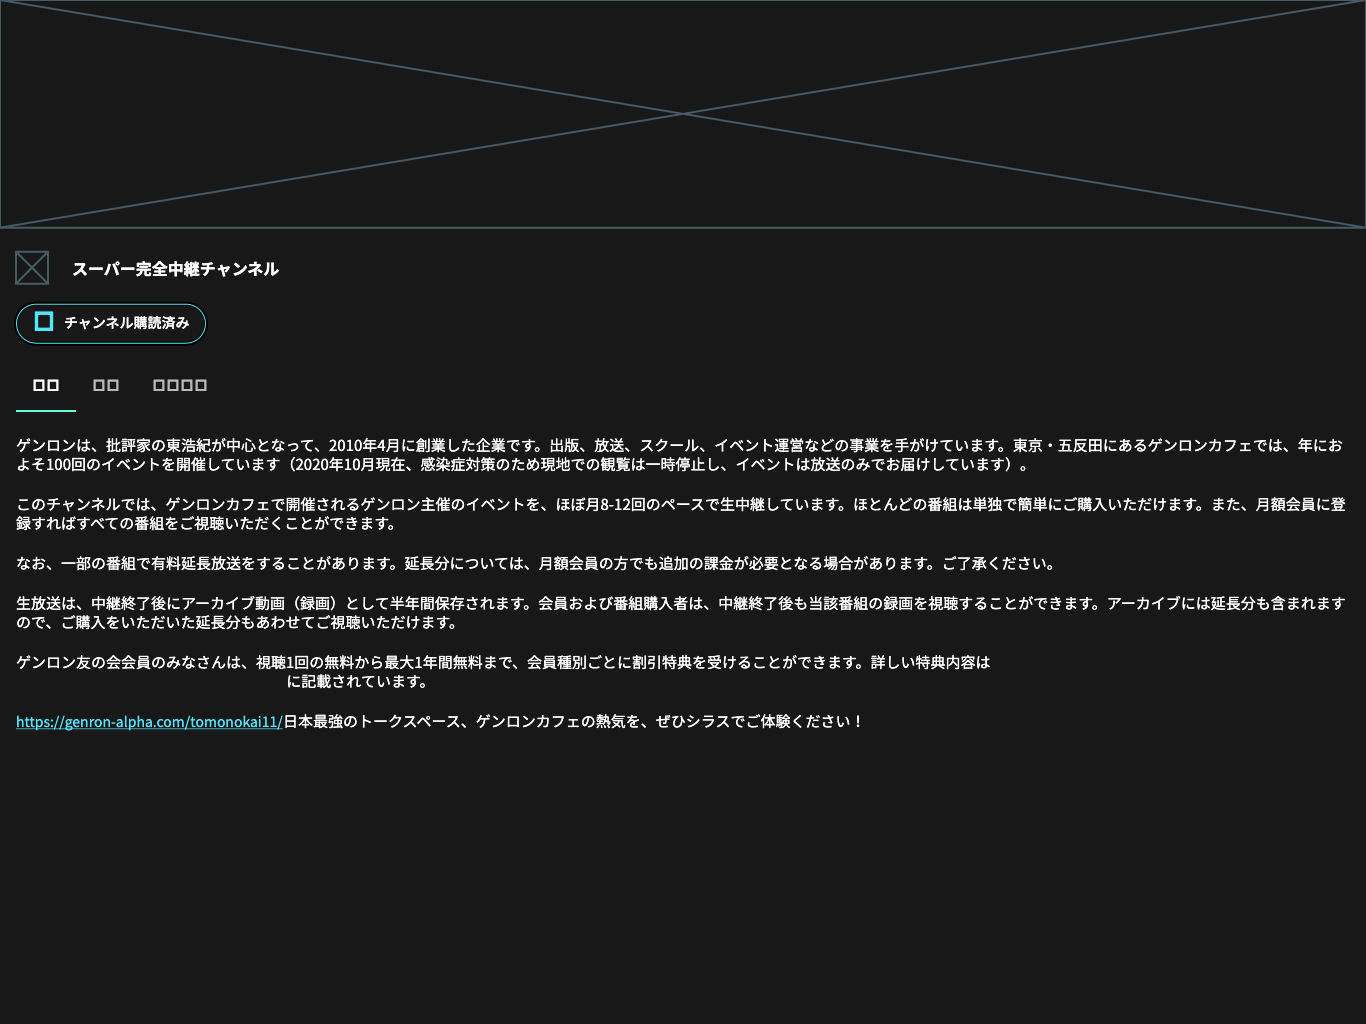 スーパー完全中継チャンネル
チャンネル購読済み
ゲンロンは、批評家の東浩紀が中心となって、2010年4月に創業した企業です。出版、放送、スクール、イベント運営などの事業を手がけています。東京・五反田にあるゲンロンカフェでは、年にお
よそ100回のイベントを開催しています（2020年10月現在、感染症対策のため現地での観覧は一時停止し、イベントは放送のみでお届けしています）。
このチャンネルでは、ゲンロンカフェで開催されるゲンロン主催のイベントを、ほぼ月8-12回のペースで生中継しています。ほとんどの番組は単独で簡単にご購入いただけます。また、月額会員に登
録すればすべての番組をご視聴いただくことができます。
なお、一部の番組で有料延長放送をすることがあります。延長分については、月額会員の方でも追加の課金が必要となる場合があります。ご了承ください。
生放送は、中継終了後にアーカイブ動画（録画）として半年間保存されます。会員および番組購入者は、中継終了後も当該番組の録画を視聴することができます。アーカイブには延長分も含まれます
ので、ご購入をいただいた延長分もあわせてご視聴いただけます。
ゲンロン友の会会員のみなさんは、視聴1回の無料から最大1年間無料まで、会員種別ごとに割引特典を受けることができます。詳しい特典内容は
に記載されています。
https://genron-alpha.com/tomonokai11/日本最強のトークスペース、ゲンロンカフェの熱気を、ぜひシラスでご体験ください！